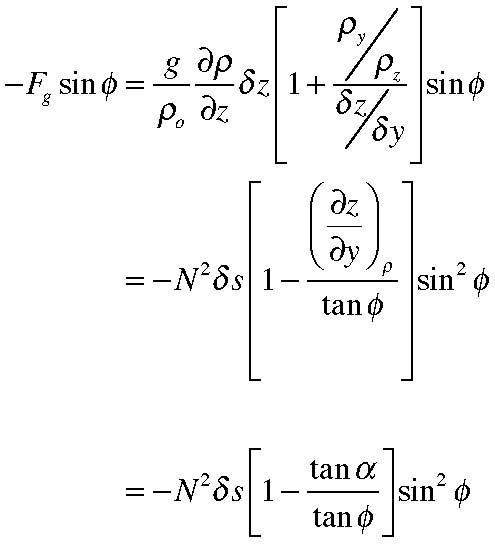 −F_g sin ϕ = g/ρ_o ∂ρ/∂z δz [1 + (ρ_y/ρ_z)/(δz/δy)] sin ϕ
= −N² δs [1 − (∂z/∂y)_ρ / tan ϕ] sin² ϕ
= −N² δs [1 − tan α / tan ϕ] sin² ϕ